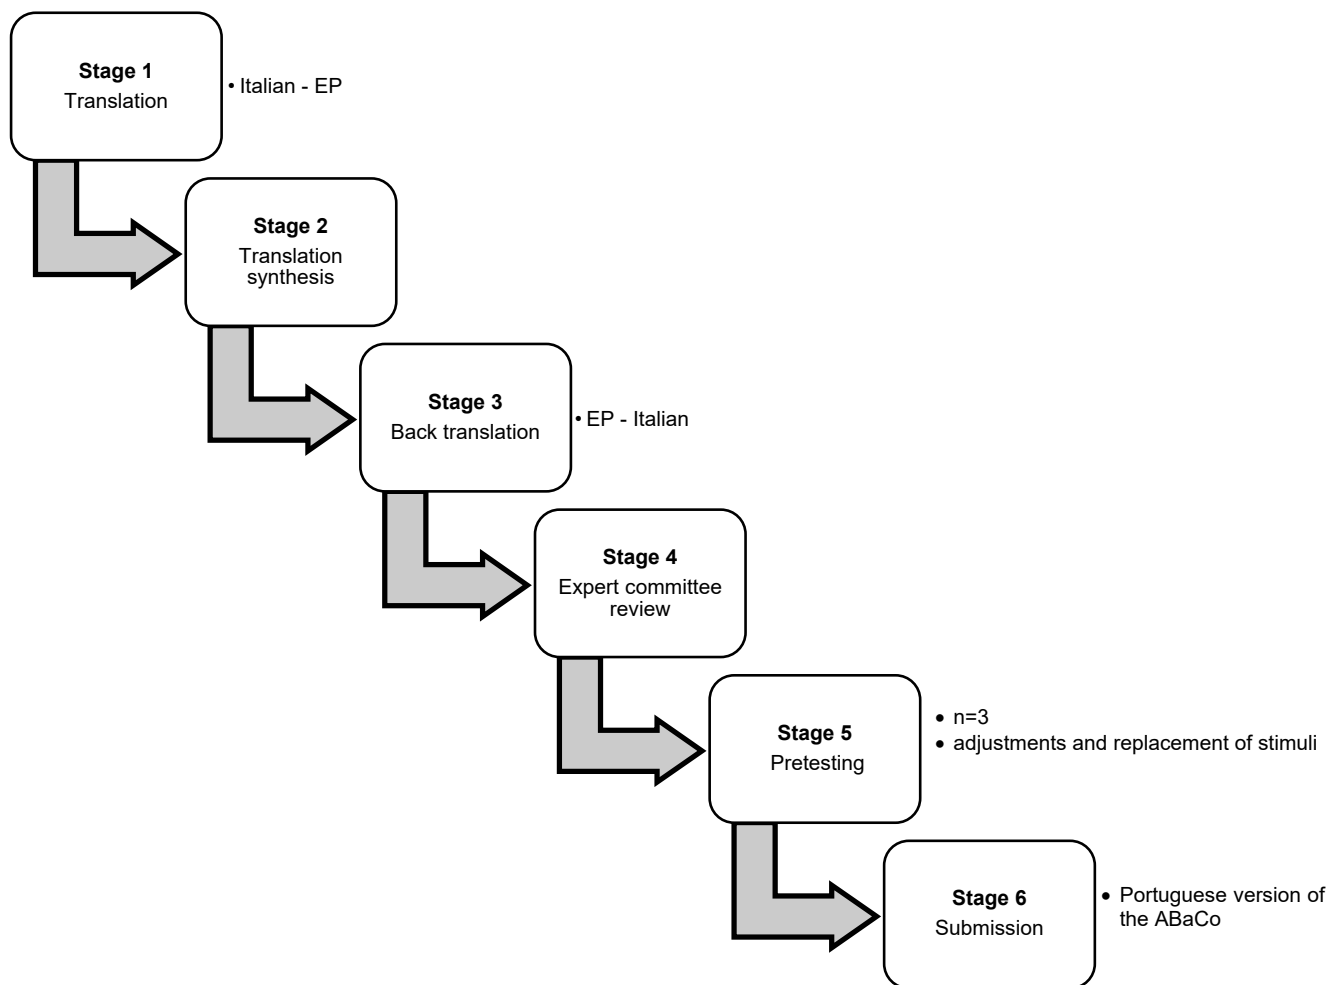 Stage 1
Translation
• Italian - EP
Stage 2
Translation
synthesis
Stage 3
Back translation
• EP - Italian
Stage 4
Expert committee
review
Stage 5
Pretesting
• n=3
• adjustments and replacement of stimuli
Stage 6
Submission
• Portuguese version of
the ABaCo